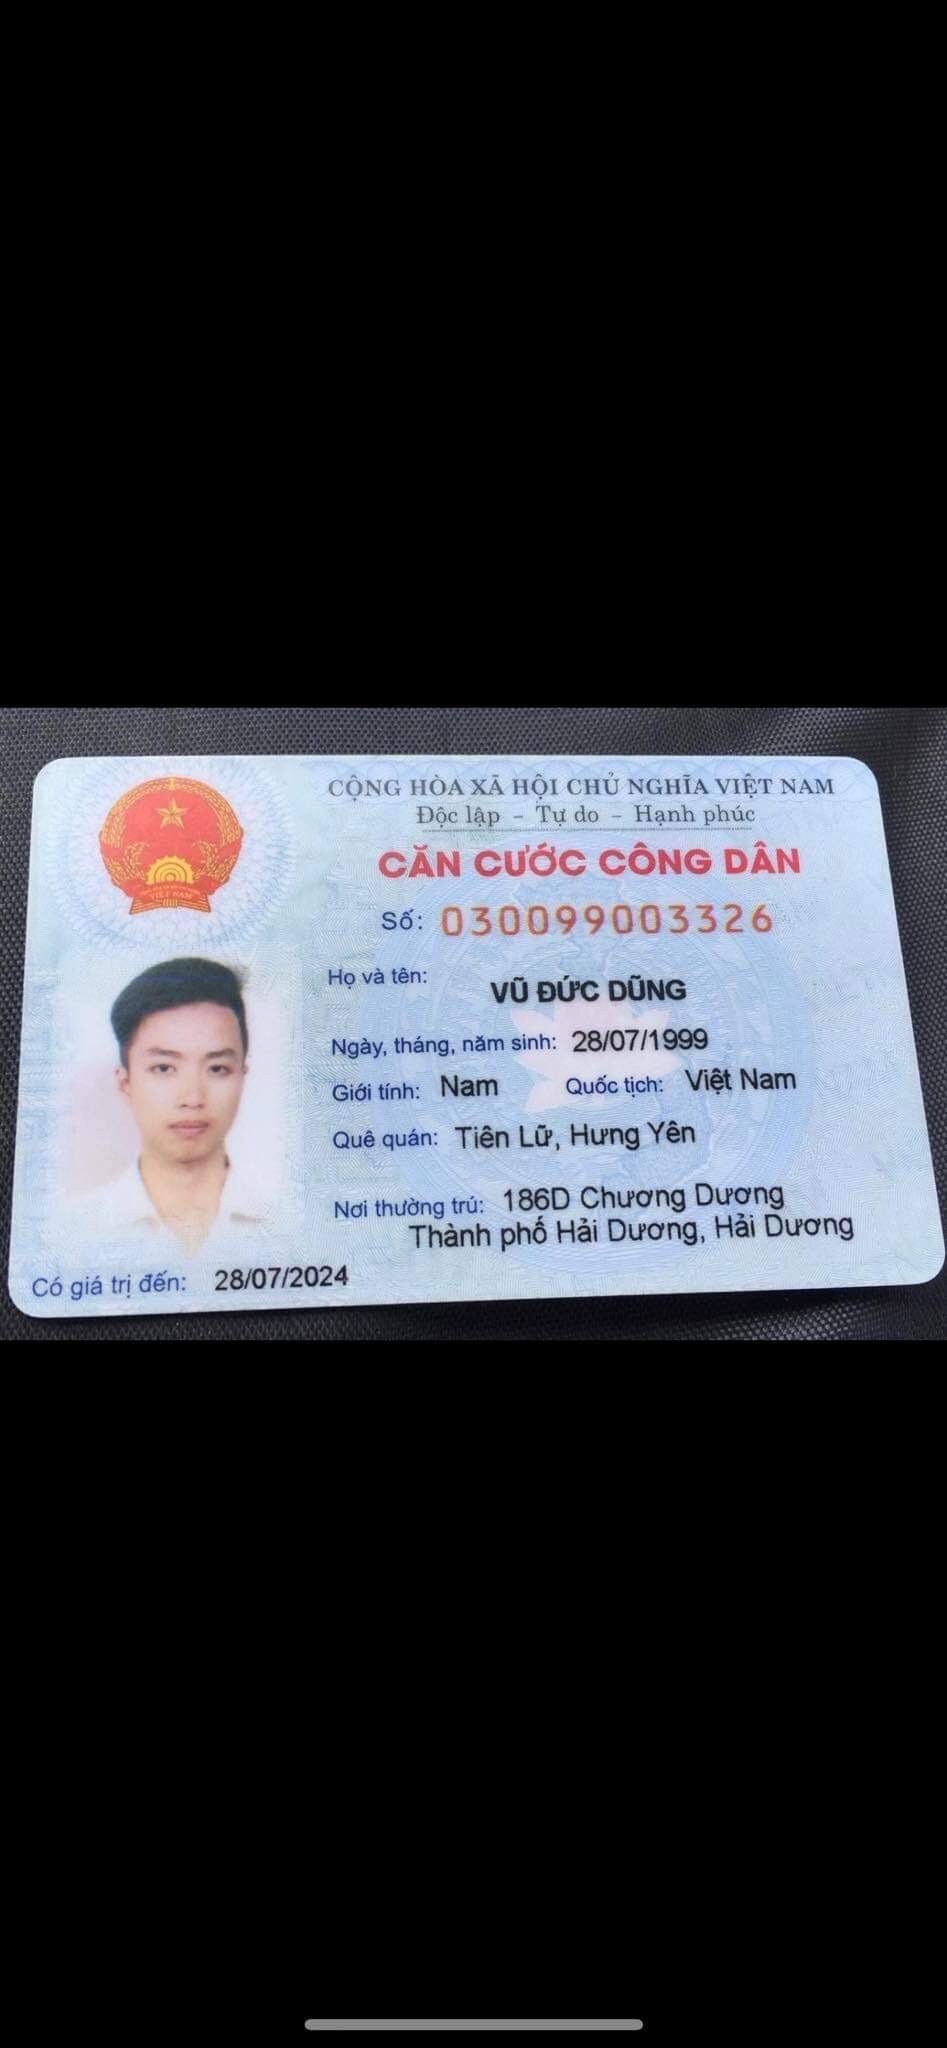 CỘNG HÒA XÃ HỘI CHỦ NGHĨA VIỆT NAM
Độc lập - Tự do - Hạnh phúc
CĂN CƯỚC CÔNG DÂN
Số: 030099003326
Họ và tên: VŨ ĐỨC DŨNG
Ngày, tháng, năm sinh: 28/07/1999
Giới tính: Nam Quốc tịch: Việt Nam
Quê quán: Tiên Lữ, Hưng Yên
Nơi thường trú: 186D Chương Dương
Thành phố Hải Dương, Hải Dương
Có giá trị đến: 28/07/2024
VIỆT NAM